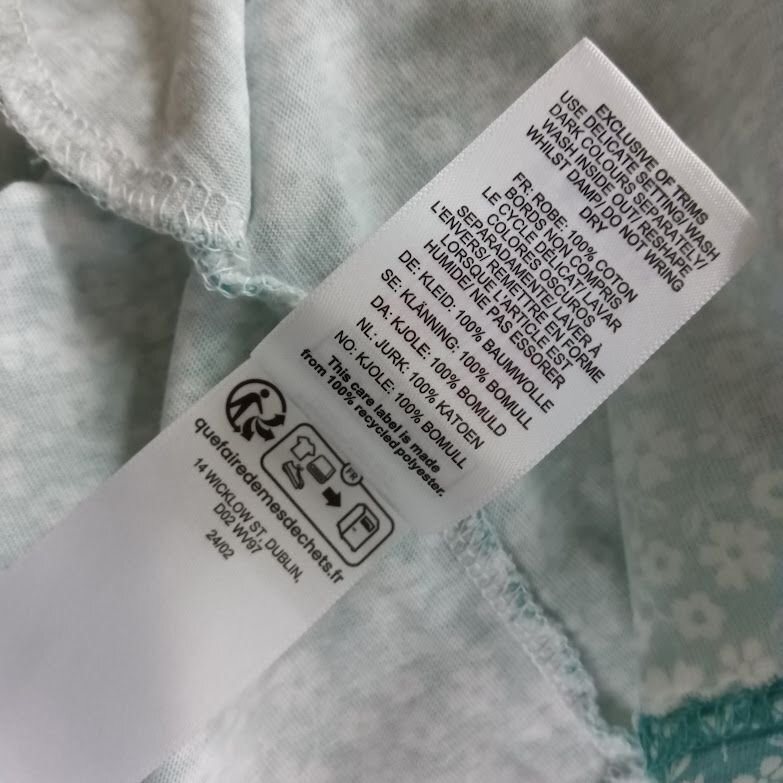 EXCLUSIVE OF TRIMS
USE DELICATE SETTING/ WASH
DARK COLOURS SEPARATELY/
WASH INSIDE OUT/ RESHAPE
WHILST DAMP/ DO NOT WRING
DRY
FR: ROBE: 100% COTON
BORDS NON COMPRIS
LE CYCLE DÉLICAT/ LAVAR
COLORES OSCUROS
SEPARADAMENTE/ LAVER À
L'ENVERS/ REMETTRE EN FORME
LORSQUE L'ARTICLE EST
HUMIDE/ NE PAS ESSORER
DE: KLEID: 100% BAUMWOLLE
SE: KLÄNNING: 100% BOMULL
DA: KJOLE: 100% BOMULD
NL: JURK: 100% KATOEN
NO: KJOLE: 100% BOMULL
This care label is made
from 100% recycled polyester.
FR
quefairedemesdechets.fr
14 WICKLOW ST, DUBLIN,
D02 WV97
24/02